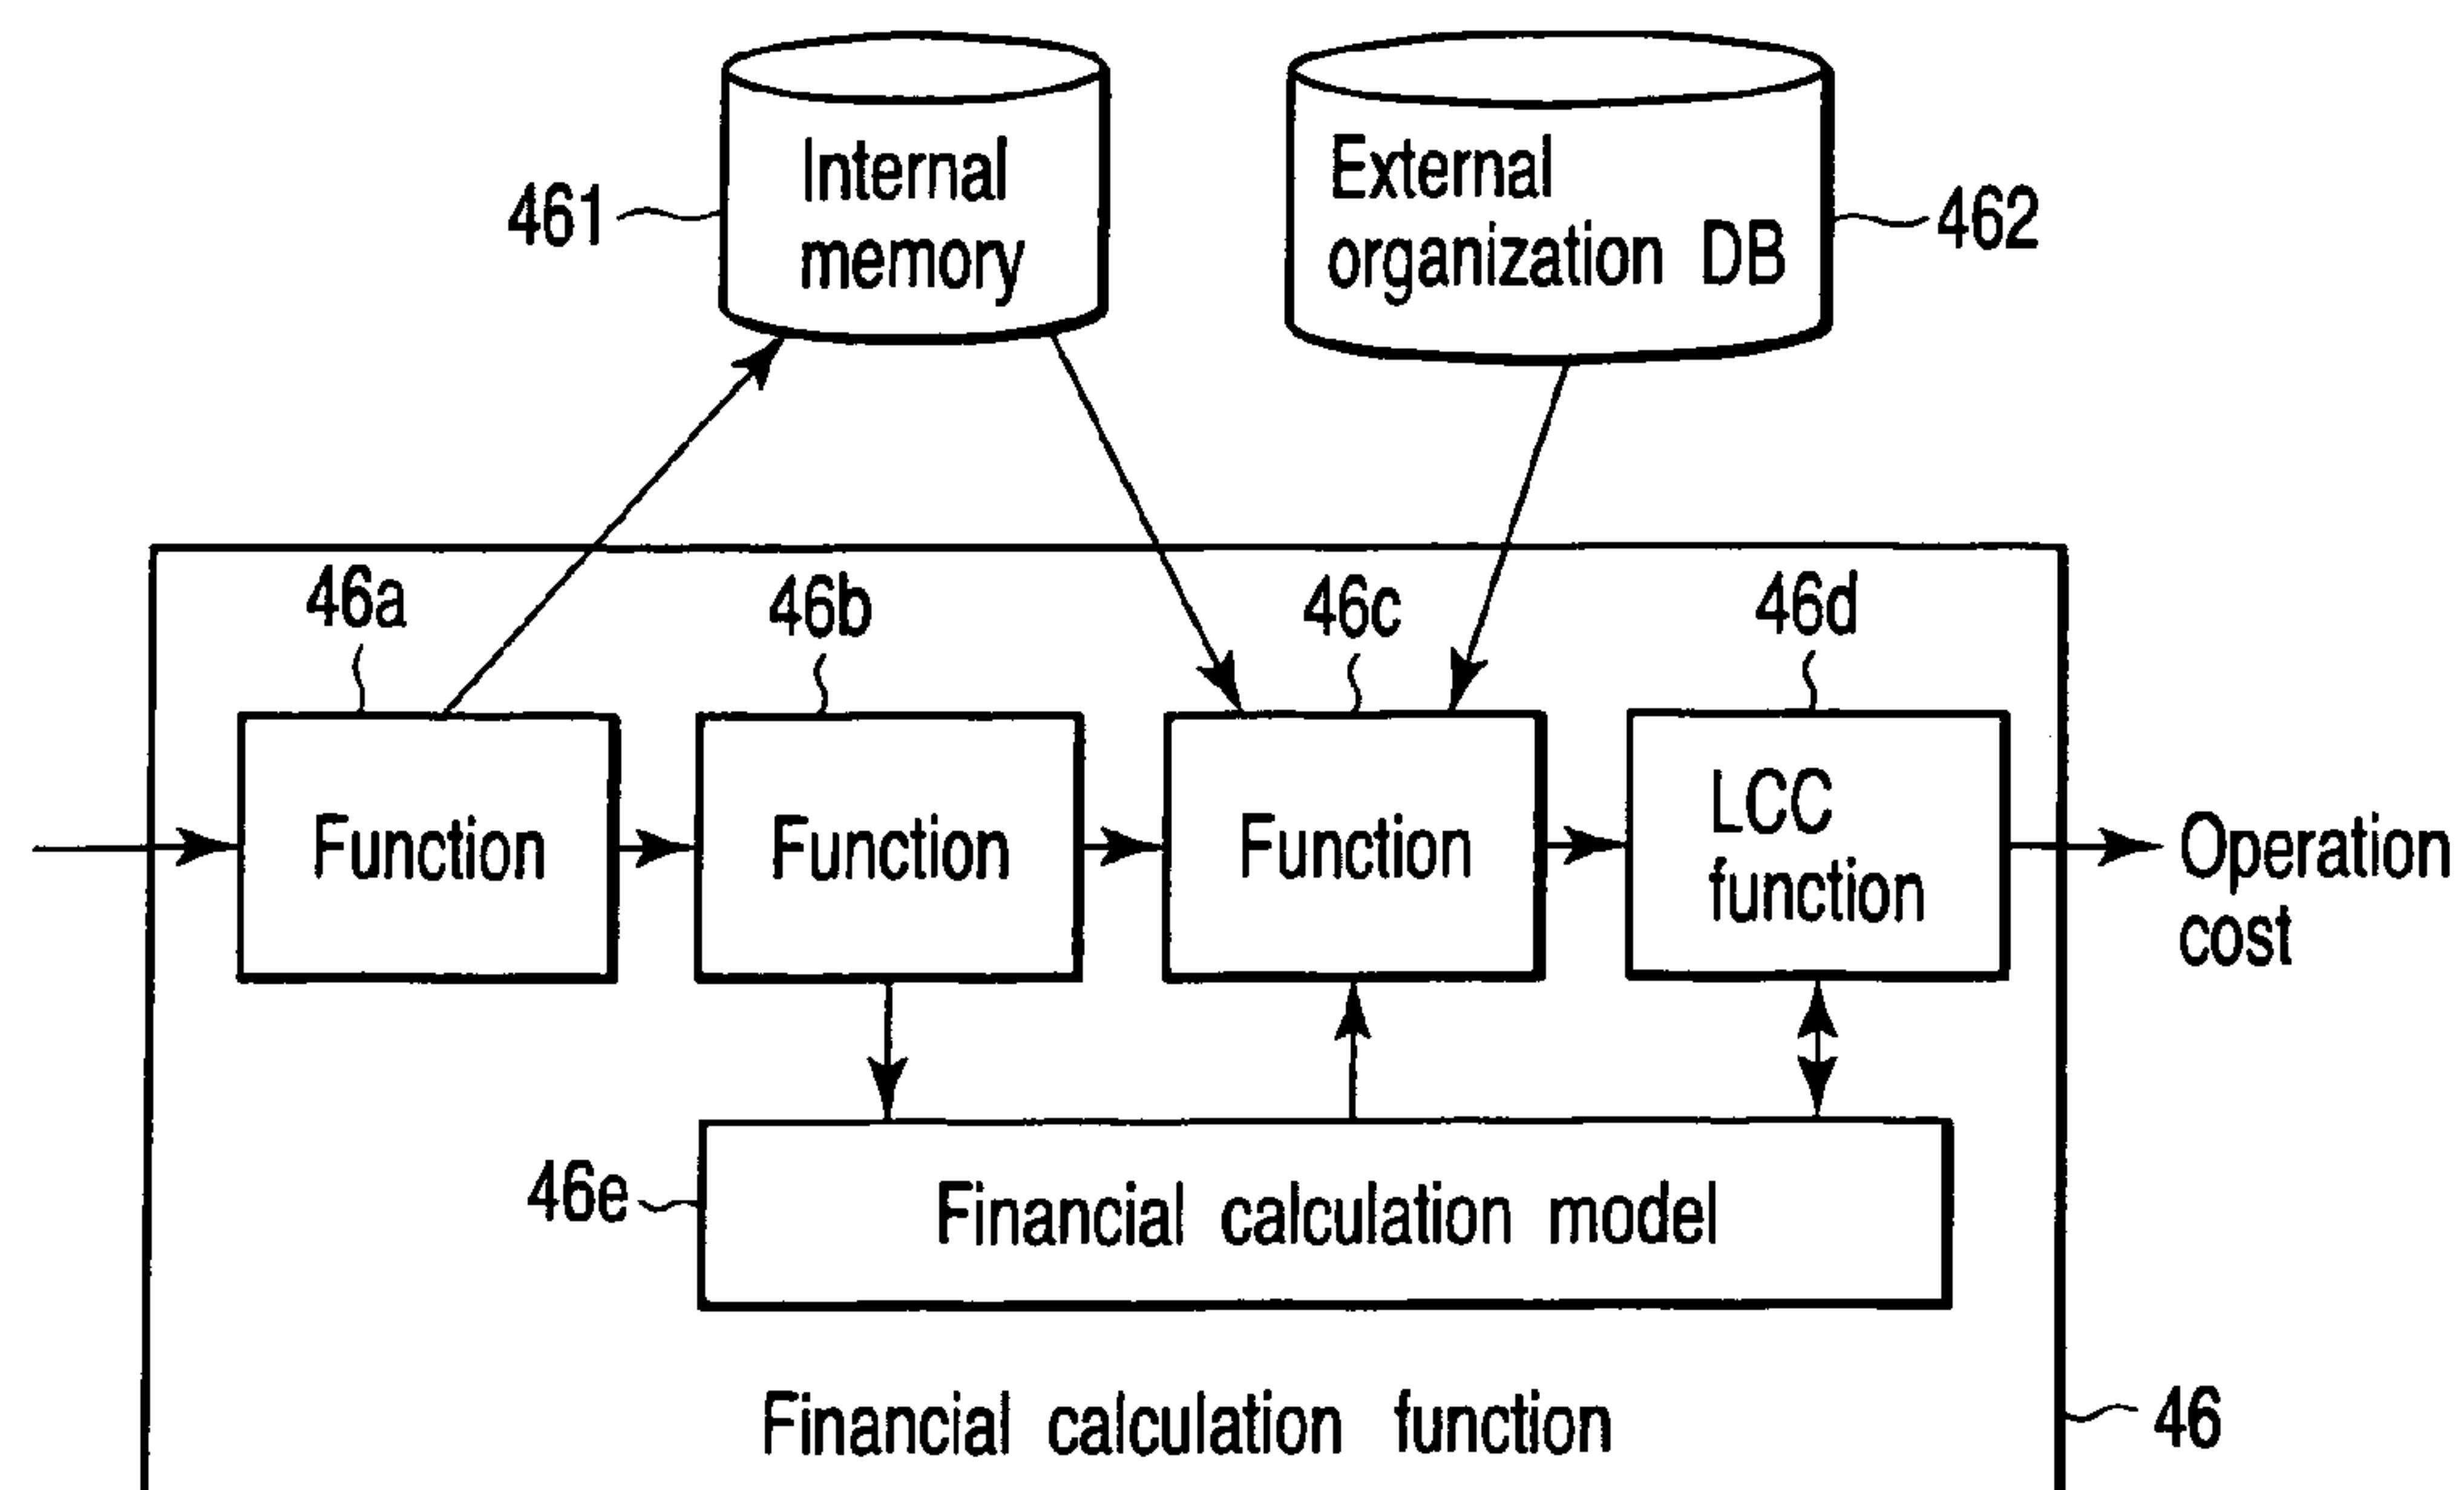 Internal
memory
461
External
organization DB
462
46a
46b
46c
46d
Function
Function
Function
LCC
function
Operation
cost
46e
Financial calculation model
Financial calculation function
46